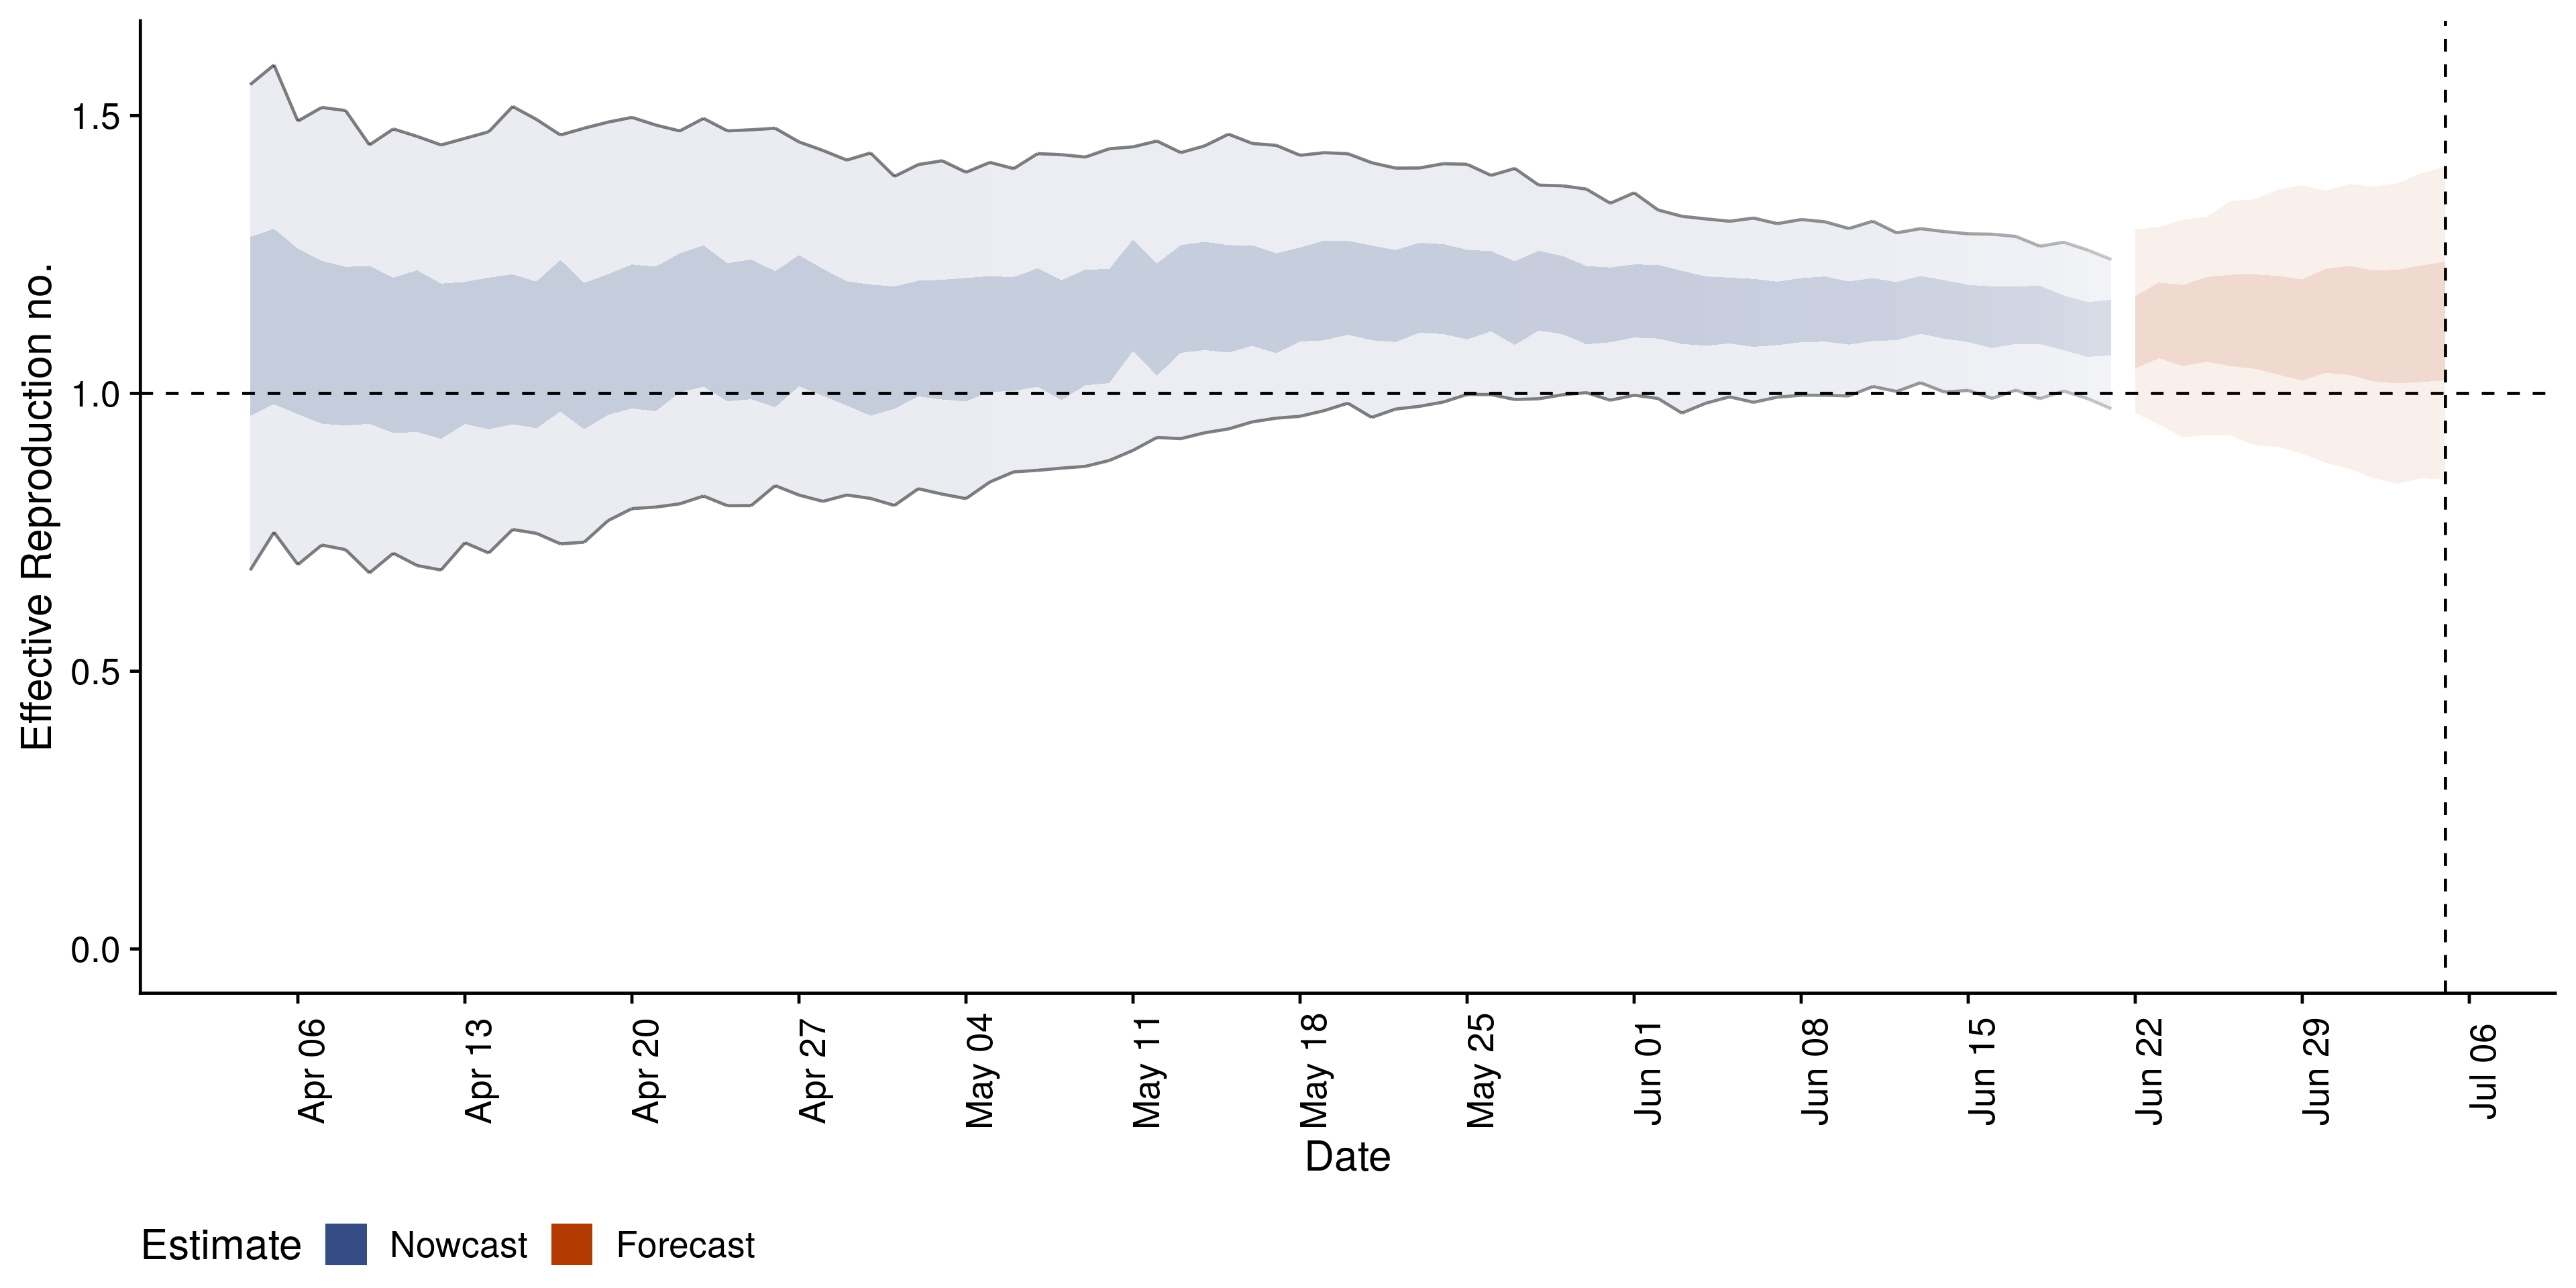 Effective Reproduction no.
1.5
1.0
0.5
0.0
Apr 06
Apr 13
Apr 20
Apr 27
May 04
May 11
May 18
May 25
Jun 01
Jun 08
Jun 15
Jun 22
Jun 29
Jul 06
Date
Estimate Nowcast Forecast